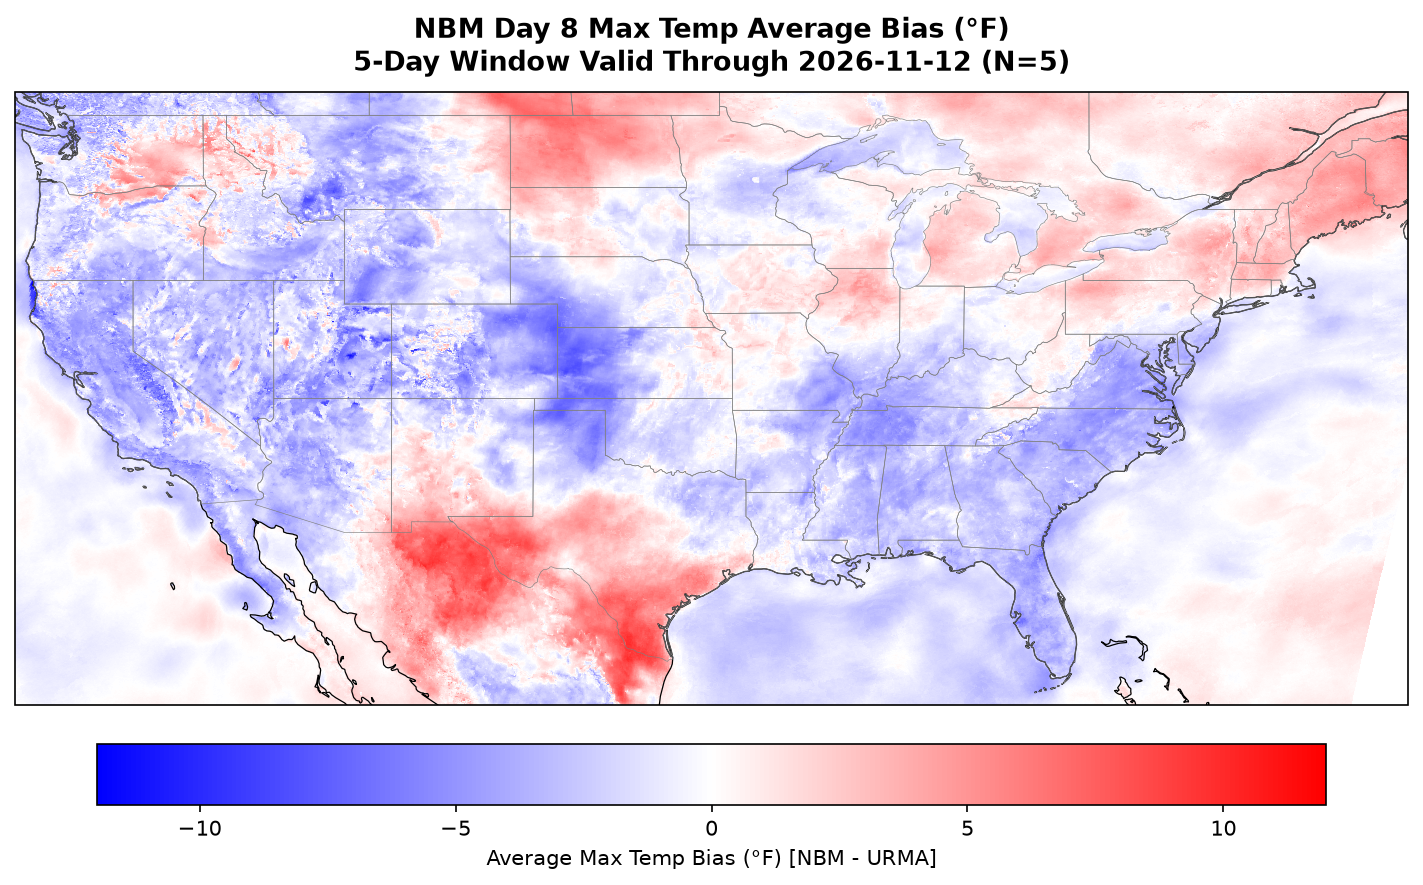 NBM Day 8 Max Temp Average Bias (°F)
5-Day Window Valid Through 2026-11-12 (N=5)
−10 −5 0 5 10
Average Max Temp Bias (°F) [NBM - URMA]